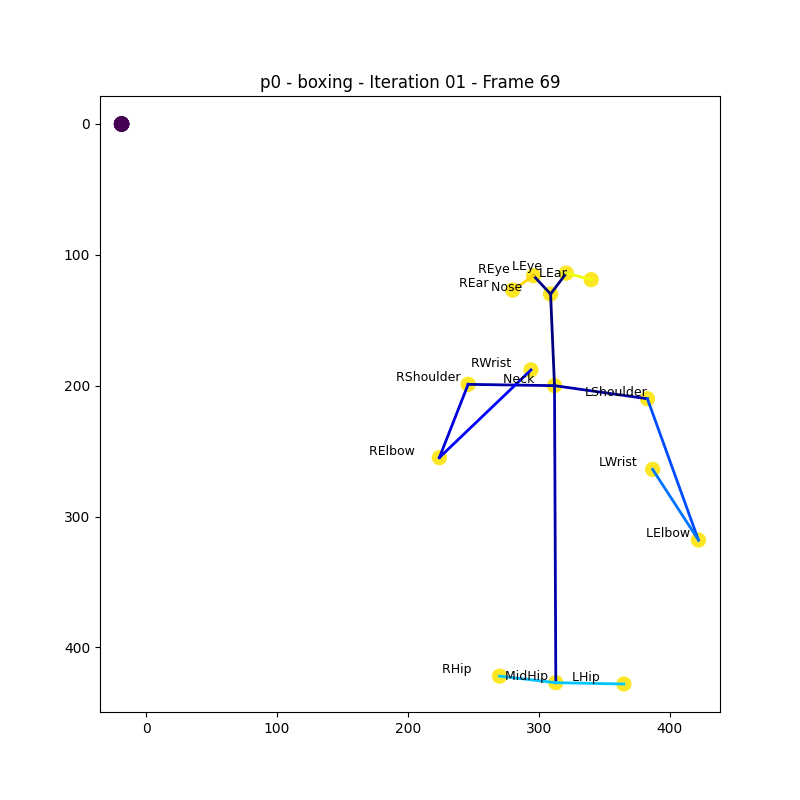 p0 - boxing - Iteration 01 - Frame 69
0
100
200
300
400
REye LEye
LEar
REar Nose
RWrist
RShoulder Neck
LShoulder
RElbow
LWrist
LElbow
RHip MidHip LHip
0 100 200 300 400